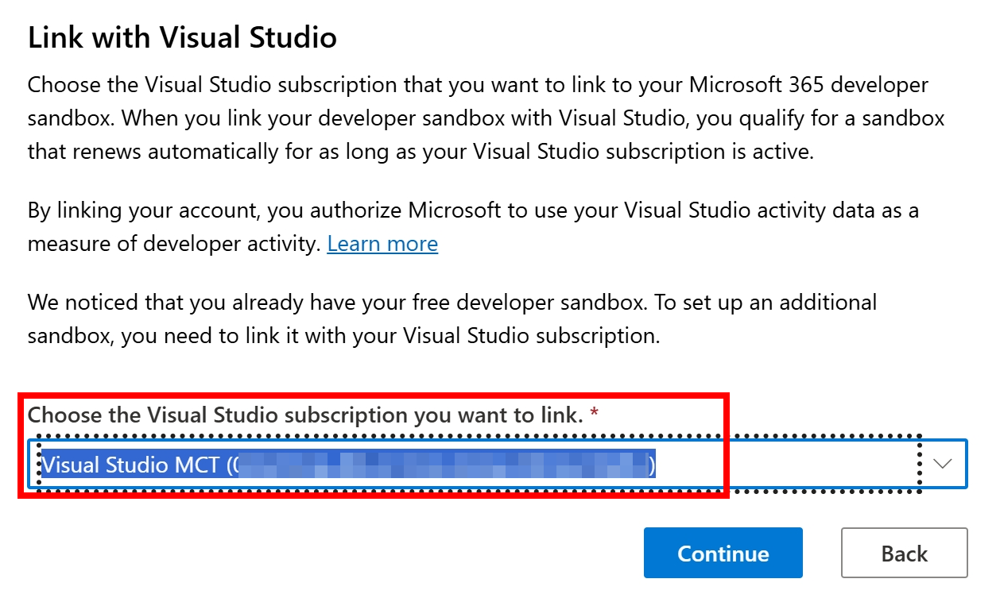 Link with Visual Studio
Choose the Visual Studio subscription that you want to link to your Microsoft 365 developer
sandbox. When you link your developer sandbox with Visual Studio, you qualify for a sandbox
that renews automatically for as long as your Visual Studio subscription is active.
By linking your account, you authorize Microsoft to use your Visual Studio activity data as a
measure of developer activity. Learn more
We noticed that you already have your free developer sandbox. To set up an additional
sandbox, you need to link it with your Visual Studio subscription.
Choose the Visual Studio subscription you want to link. *
Visual Studio MCT ( )
Continue
Back